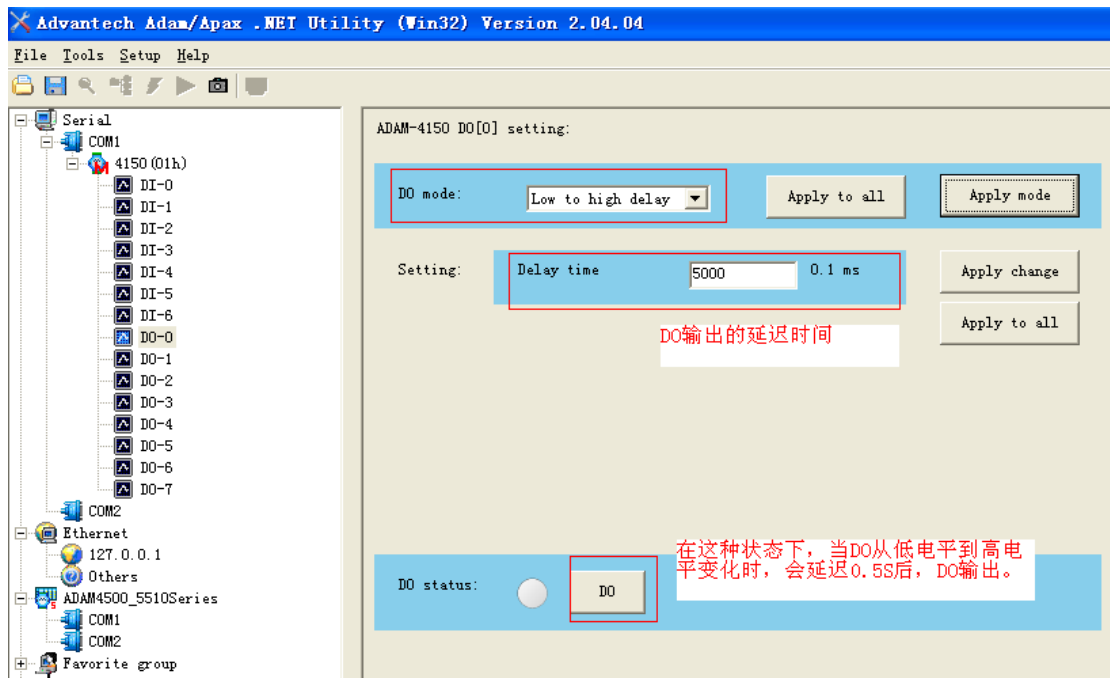 Advantech Adam/Apax .NET Utility (Win32) Version 2.04.04
File Tools Setup Help
Serial
COM1
4150(01h)
DI-0
DI-1
DI-2
DI-3
DI-4
DI-5
DI-6
DO-0
DO-1
DO-2
DO-3
DO-4
DO-5
DO-6
DO-7
COM2
Ethernet
127.0.0.1
Others
ADAM4500_5510Series
COM1
COM2
Favorite group
ADAM-4150 DO[0] setting:
DO mode: Low to high delay Apply to all Apply mode
Setting: Delay time 5000 0.1 ms Apply change
Apply to all
DO输出的延迟时间
在这种状态下，当DO从低电平到高电
平变化时，会延迟0.5S后，DO输出。
DO status: DO